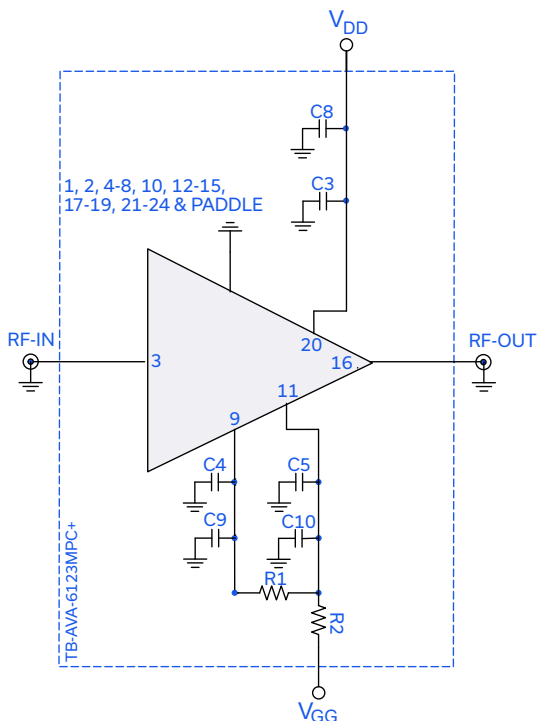 VDD
C8
C3
1, 2, 4-8, 10, 12-15,
17-19, 21-24 & PADDLE
RF-IN
3
20
16
RF-OUT
11
9
C4
C5
C9
C10
R1
R2
TB-AVA-6123MPC+
VGG